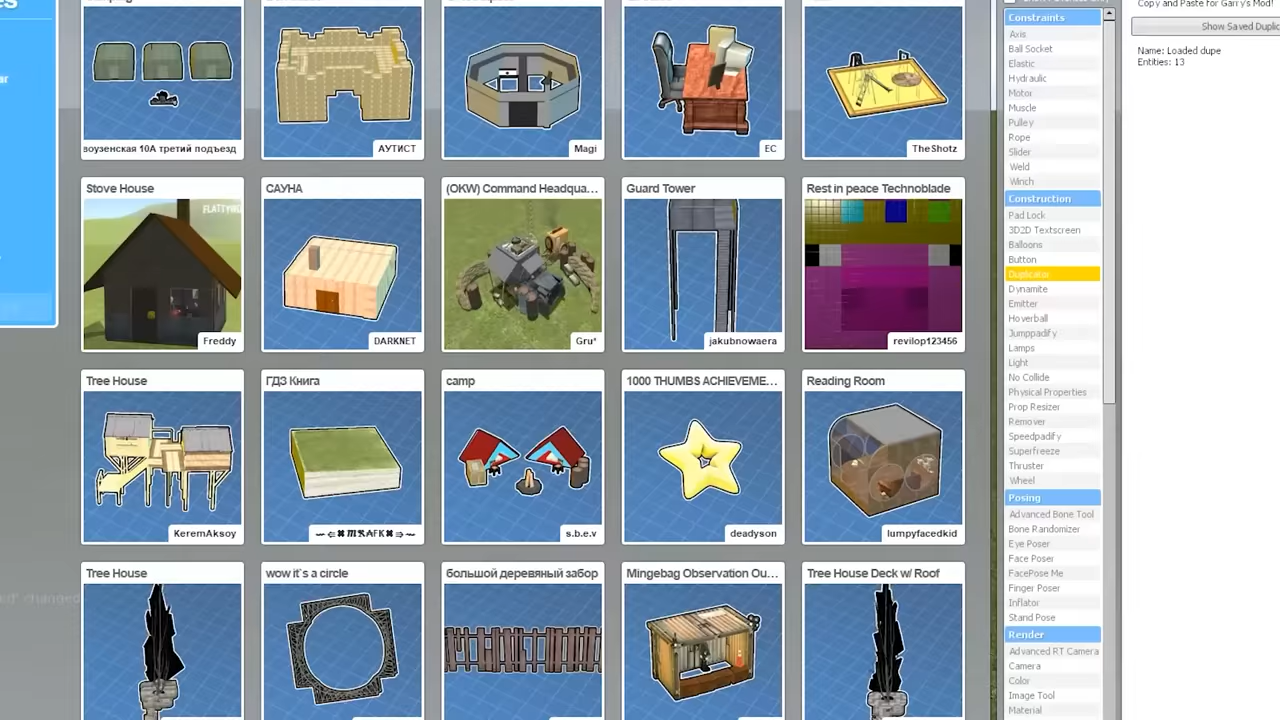 воузенская 10А третий подъезд
АУТИСТ
Magi
EC
TheShotz
Stove House
САУНА
(OKW) Command Headqua...
Guard Tower
Rest in peace Technoblade
Freddy
DARKNET
Gru*
jakubnowaera
revilop123456
Tree House
ГДЗ Книга
camp
1000 THUMBS ACHIEVEME...
Reading Room
KeremAksoy
s.b.e.v
deadyson
lumpyfacedkid
Tree House
wow it`s a circle
большой деревяный забор
Mingebag Observation Ou...
Tree House Deck w/ Roof
changed
Constraints
Axis
Ball Socket
Elastic
Hydraulic
Motor
Muscle
Pulley
Rope
Slider
Weld
Winch
Construction
Pad Lock
3D2D Textscreen
Balloons
Button
Duplicator
Dynamite
Emitter
Hoverball
Jumppadify
Lamps
Light
No Collide
Physical Properties
Prop Resizer
Remover
Speedpadify
Superfreeze
Thruster
Wheel
Posing
Advanced Bone Tool
Bone Randomizer
Eye Poser
Face Poser
FacePose Me
Finger Poser
Inflator
Stand Pose
Render
Advanced RT Camera
Camera
Color
Image Tool
Material
Copy and Paste for Garry's Mod!
Show Saved Duplic
Name: Loaded dupe
Entities: 13